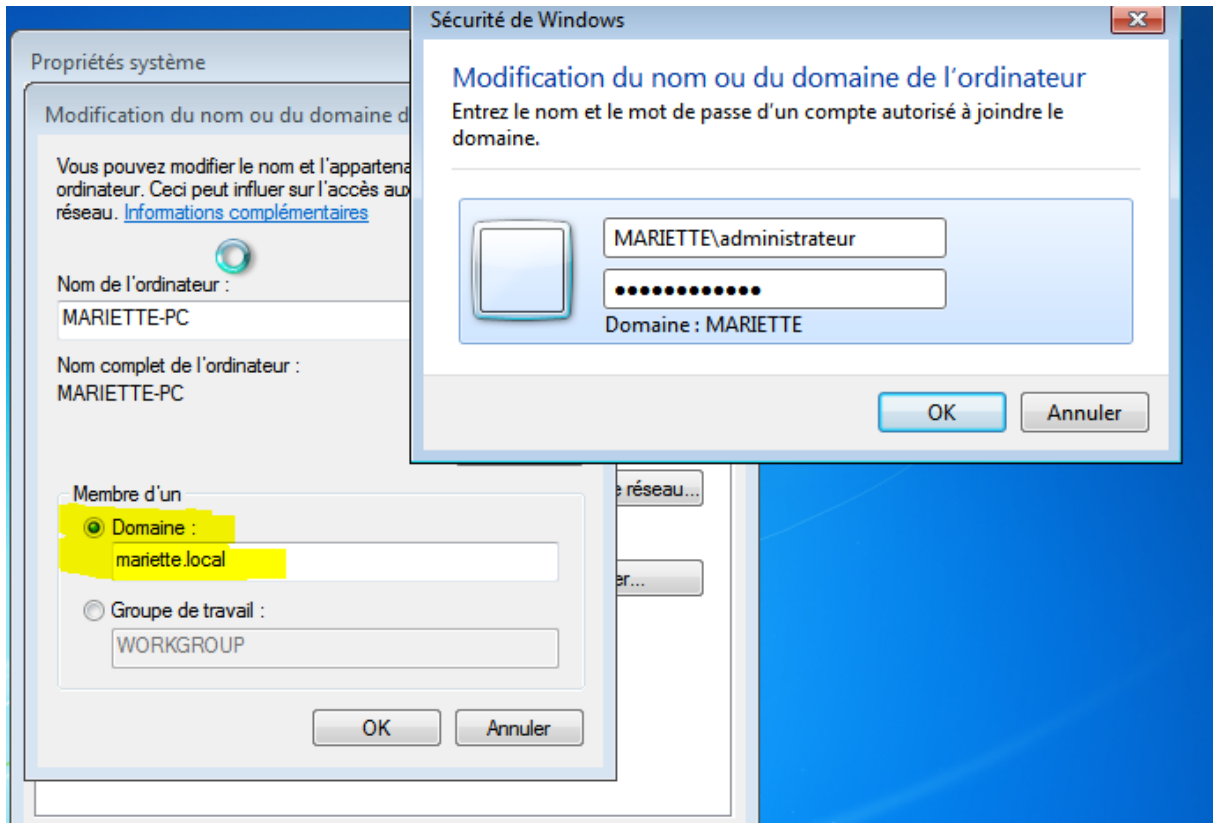 Sécurité de Windows
Modification du nom ou du domaine de l'ordinateur
Entrez le nom et le mot de passe d'un compte autorisé à joindre le
domaine.
MARIETTE\administrateur
●●●●●●●●●●●●
Domaine : MARIETTE
OK
Annuler
Propriétés système
Modification du nom ou du domaine d
Vous pouvez modifier le nom et l'appartena
ordinateur. Ceci peut influer sur l'accès aux
réseau. Informations complémentaires
Nom de l'ordinateur :
MARIETTE-PC
Nom complet de l'ordinateur :
MARIETTE-PC
Membre d'un
Domaine :
mariette.local
Groupe de travail :
WORKGROUP
OK
Annuler
réseau...
er...